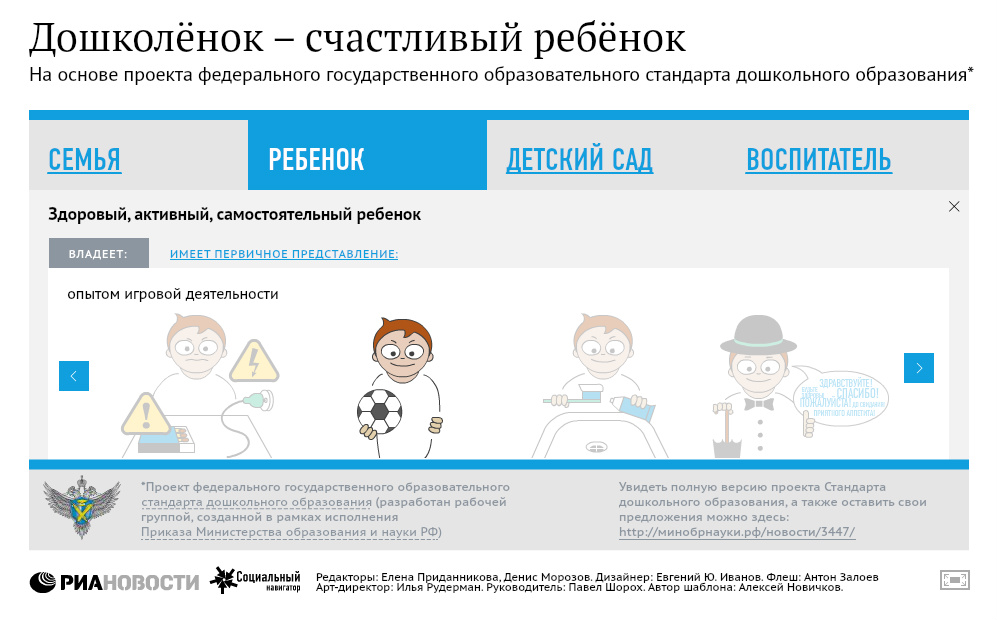 Дошколёнок – счастливый ребёнок
На основе проекта федерального государственного образовательного стандарта дошкольного образования*
СЕМЬЯ
РЕБЕНОК
ДЕТСКИЙ САД
ВОСПИТАТЕЛЬ
Здоровый, активный, самостоятельный ребенок
ВЛАДЕЕТ:
ИМЕЕТ ПЕРВИЧНОЕ ПРЕДСТАВЛЕНИЕ:
опытом игровой деятельности
ЗДРАВСТВУЙТЕ!
СПАСИБО!
ПОЖАЛУЙСТА!
ПРИЯТНОГО АППЕТИТА!
*Проект федерального государственного образовательного
стандарта дошкольного образования (разработан рабочей
группой, созданной в рамках исполнения
Приказа Министерства образования и науки РФ)
Увидеть полную версию проекта Стандарта
дошкольного образования, а также оставить свои
предложения можно здесь:
http://минобрнауки.рф/новости/3447/
РИАНОВОСТИ
Социальный
навигатор
Редакторы: Елена Приданникова, Денис Морозов. Дизайнер: Евгений Ю. Иванов. Флеш: Антон Залоев
Арт-директор: Илья Рудерман. Руководитель: Павел Шорох. Автор шаблона: Алексей Новичков.